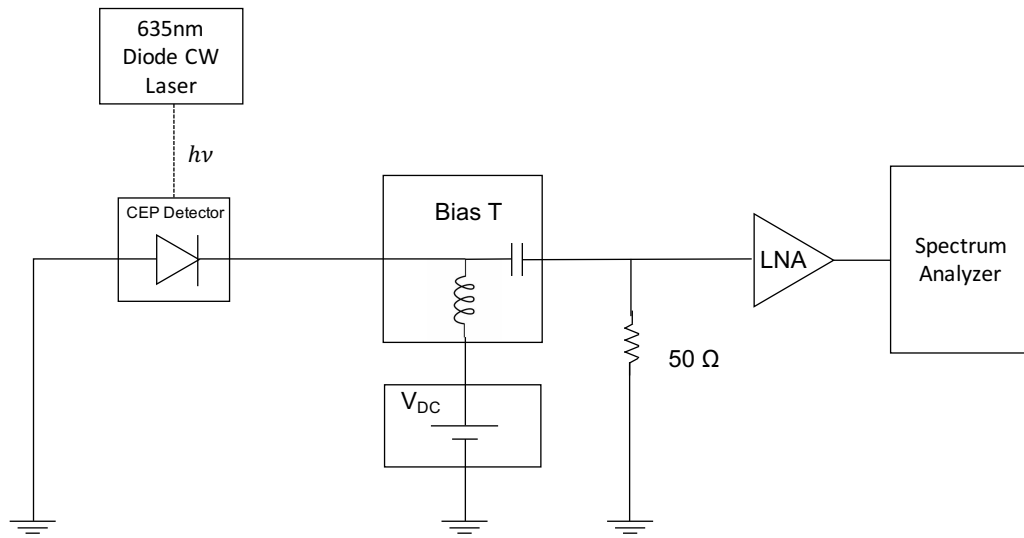 635nm
Diode CW
Laser
hν
CEP Detector
Bias T
LNA
Spectrum
Analyzer
50 Ω
V_DC